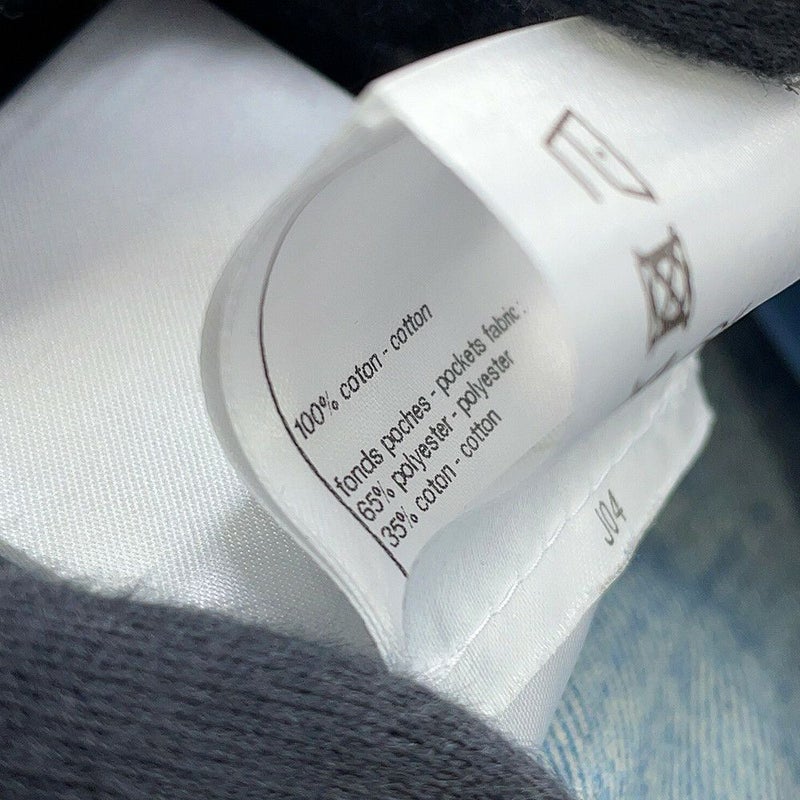 100% coton - cotton
fonds poches - pockets fabric:
65% polyester - polyester
35% coton - cotton
J04